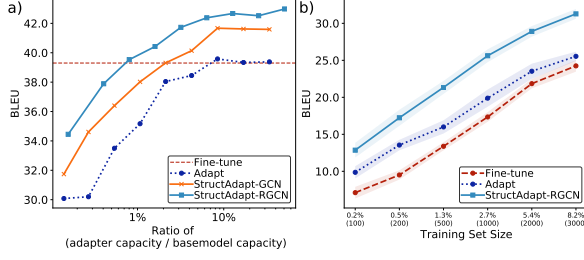 a)
BLEU
42.0
40.0
38.0
36.0
34.0
32.0
30.0
Fine-tune
Adapt
StructAdapt-GCN
StructAdapt-RGCN
1%
10%
Ratio of
(adapter capacity / basemodel capacity)
b)
BLEU
30.0
25.0
20.0
15.0
10.0
Fine-tune
Adapt
StructAdapt-RGCN
0.2% 0.5% 1.3% 2.7% 5.4% 8.2%
(100) (200) (500) (1000) (2000) (3000
Training Set Size